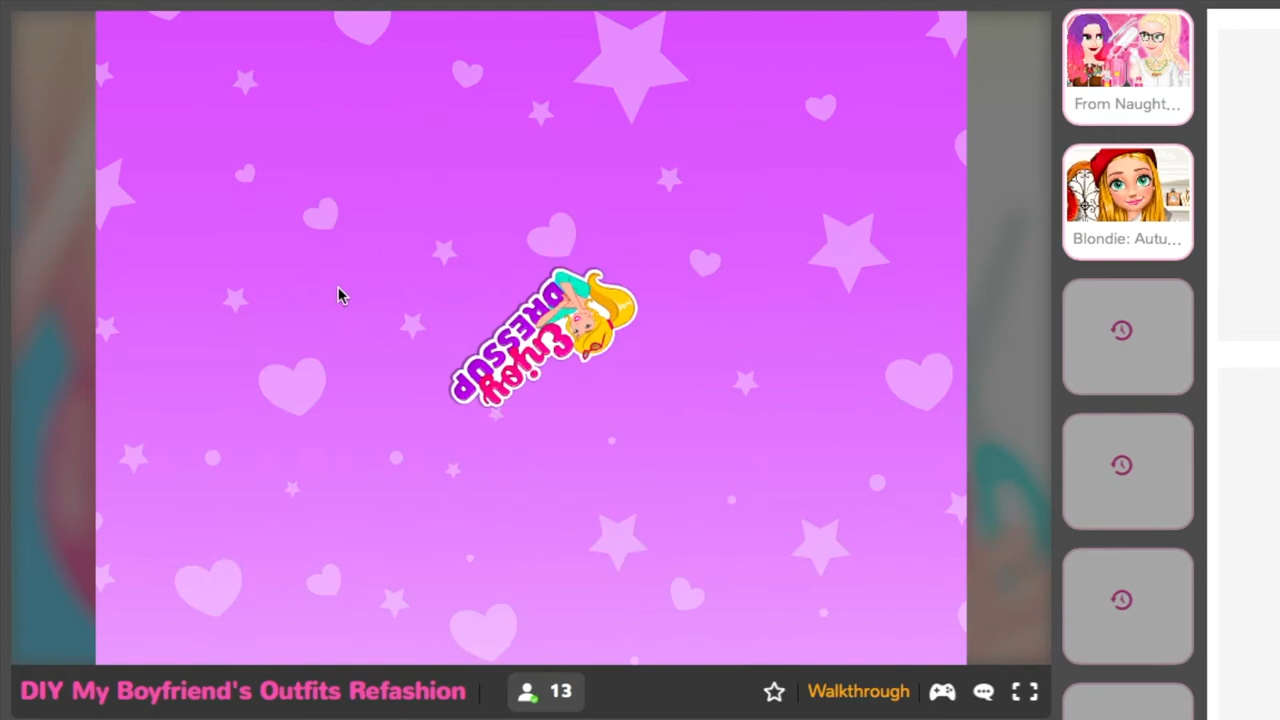 Enjoy
DRESSUP
From Naught...
Blondie: Autu...
DIY My Boyfriend's Outfits Refashion
13
Walkthrough